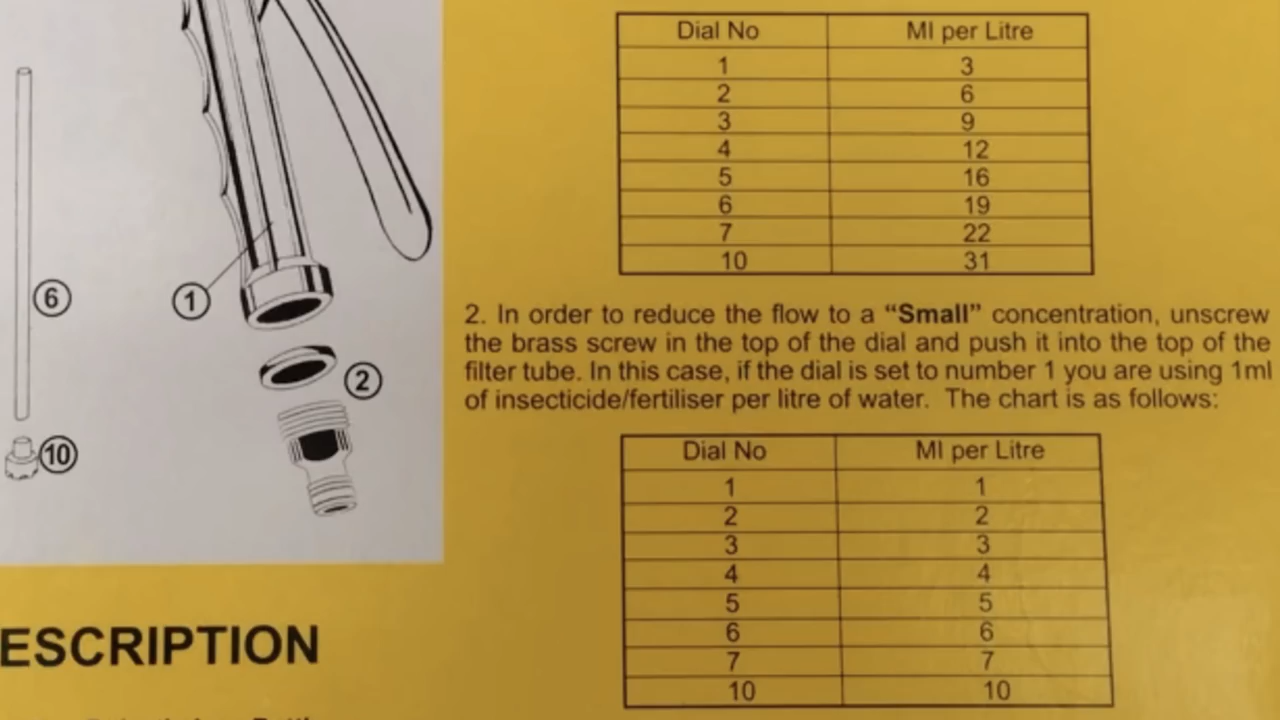 Dial No Ml per Litre
1 3
2 6
3 9
4 12
5 16
6 19
7 22
10 31
2. In order to reduce the flow to a “Small” concentration, unscrew
the brass screw in the top of the dial and push it into the top of the
filter tube. In this case, if the dial is set to number 1 you are using 1ml
of insecticide/fertiliser per litre of water. The chart is as follows:
Dial No Ml per Litre
1 1
2 2
3 3
4 4
5 5
6 6
7 7
10 10
6
1
2
10
ESCRIPTION